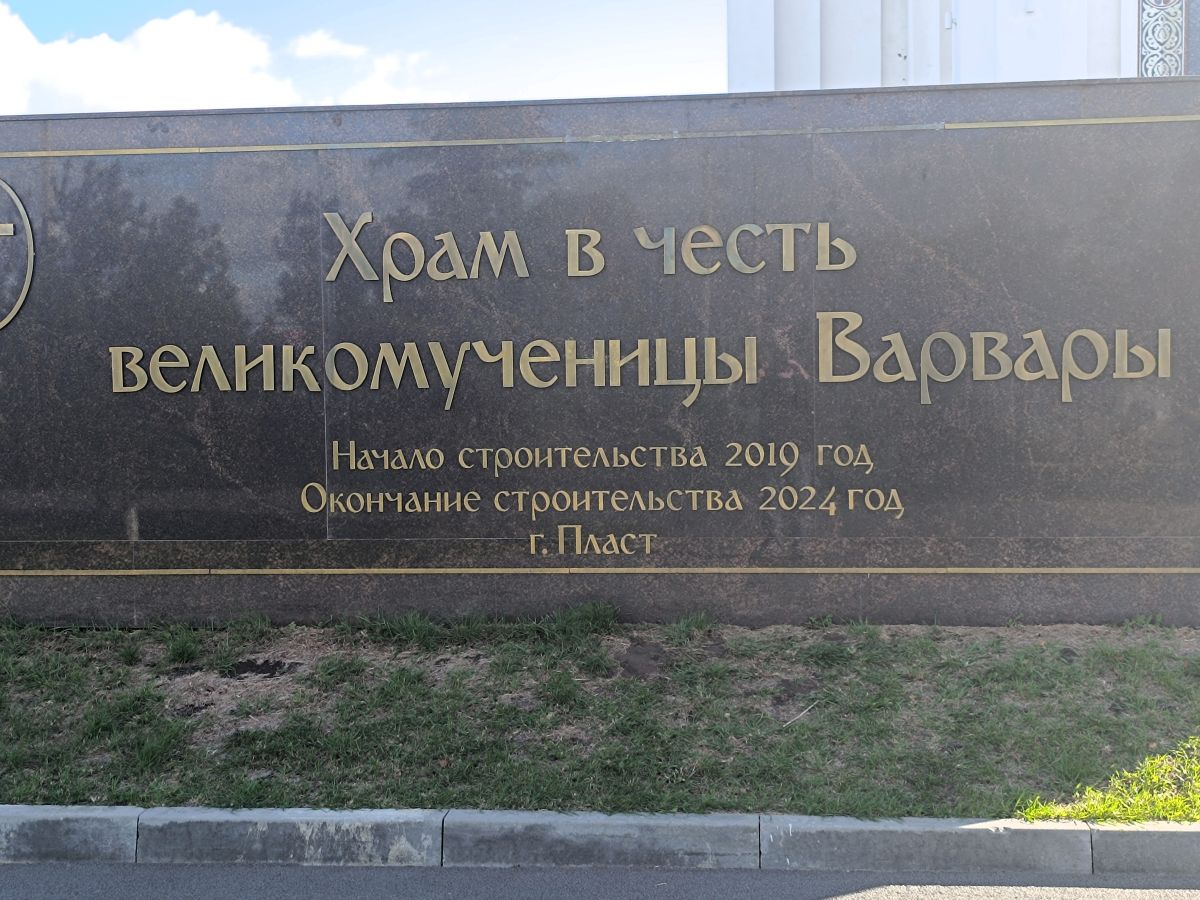 Храм в честь
великомученицы Варвары
Начало строительства 2019 год
Окончание строительства 2024 год
г. Пласт